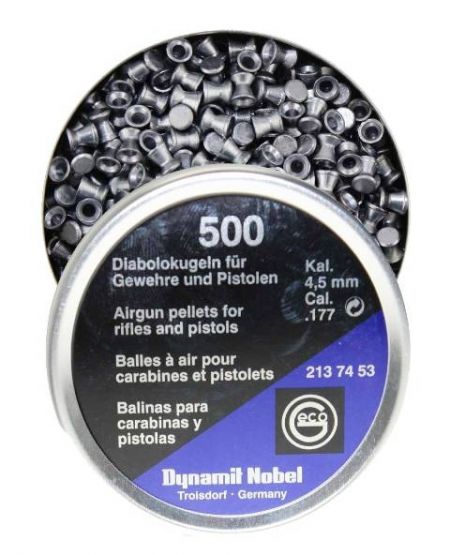 500
Diabolokugeln für
Gewehre und Pistolen
Kal.
4,5 mm
Cal.
.177
Airgun pellets for
rifles and pistols
Balles à air pour
carabines et pistolets
213 74 53
Balinas para
carabinas y
pistolas
Geco
Dynamit Nobel
Troisdorf · Germany